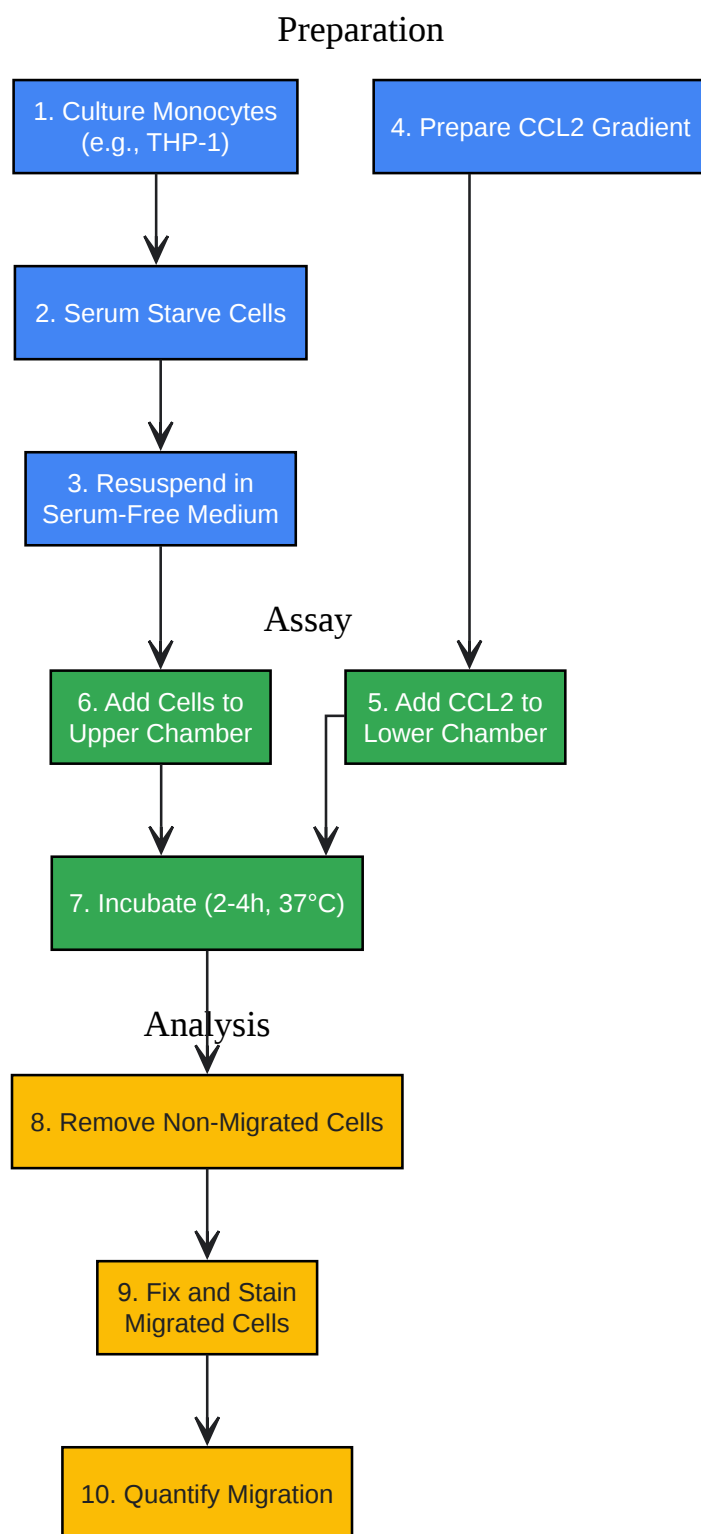 Preparation
1. Culture Monocytes
(e.g., THP-1)
4. Prepare CCL2 Gradient
2. Serum Starve Cells
3. Resuspend in
Serum-Free Medium
Assay
6. Add Cells to
Upper Chamber
5. Add CCL2 to
Lower Chamber
7. Incubate (2-4h, 37°C)
Analysis
8. Remove Non-Migrated Cells
9. Fix and Stain
Migrated Cells
10. Quantify Migration